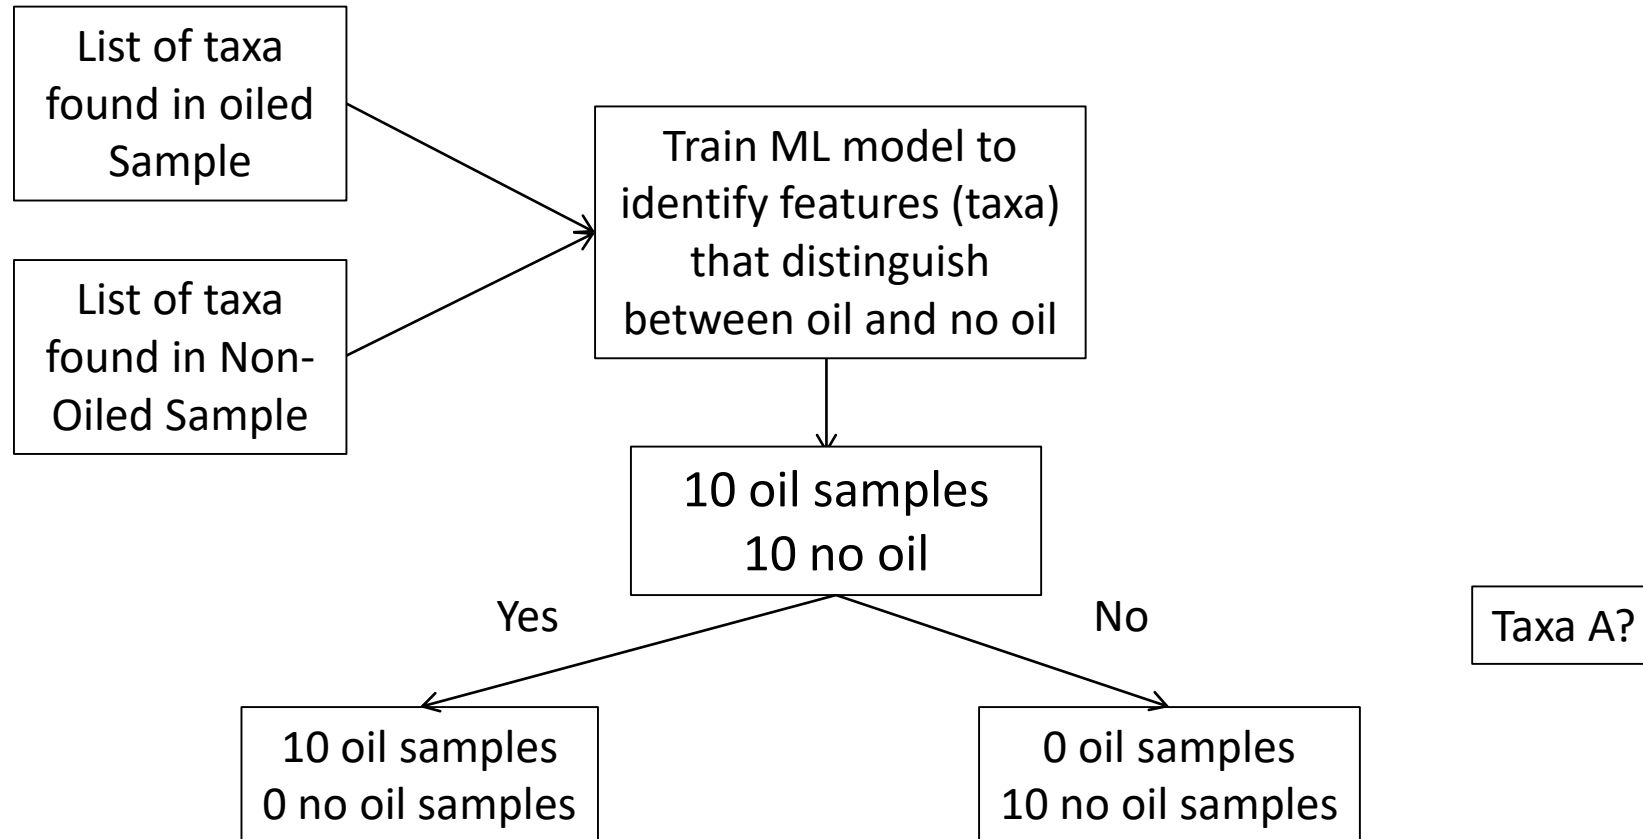 List of taxa
found in oiled
Sample
List of taxa
found in Non-
Oiled Sample
Train ML model to
identify features (taxa)
that distinguish
between oil and no oil
10 oil samples
10 no oil
Yes
No
Taxa A?
10 oil samples
0 no oil samples
0 oil samples
10 no oil samples